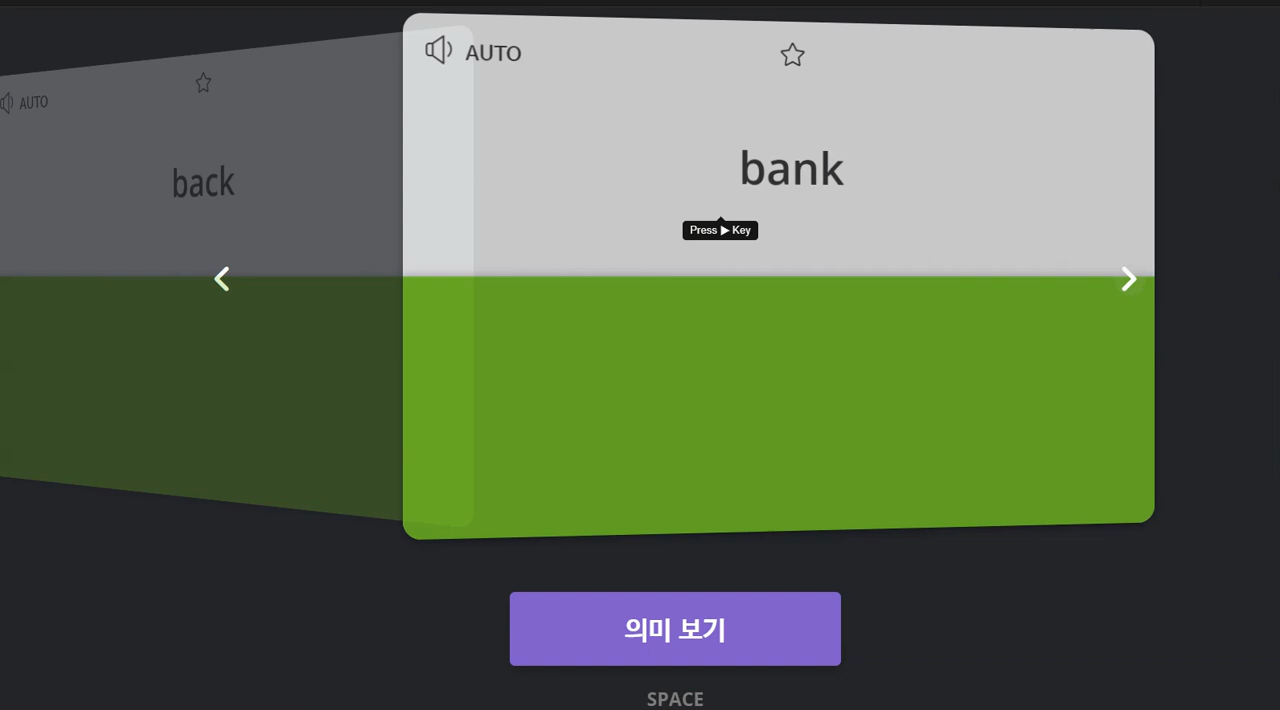 AUTO
back
AUTO
bank
Press ▶ Key
의미 보기
SPACE